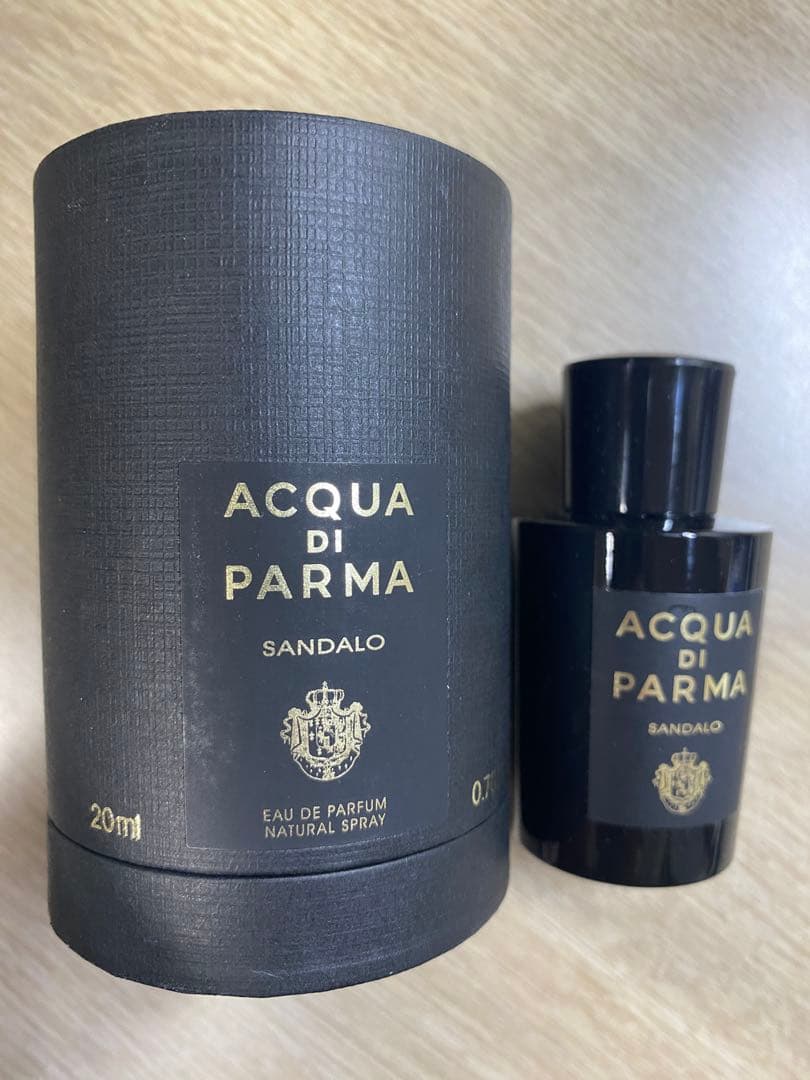 ACQUA
DI
PARMA
SANDALO
EAU DE PARFUM
NATURAL SPRAY
20ml
ACQUA
DI
PARMA
SANDALO